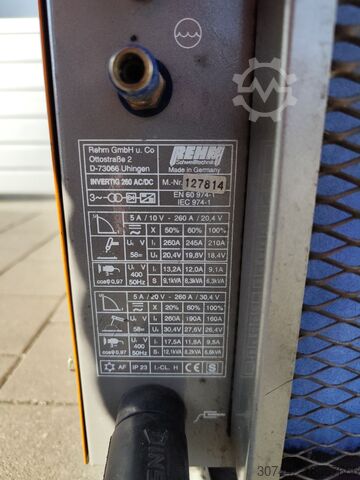 Rehm GmbH u. Co
Ottostraße 2
D-73066 Uhingen
REHM
Schweißtechnik
Made in Germany
INVERTIG 260 AC/DC
M.-Nr. 127814
3~
EN 60 974-1
IEC 974-1
5 A / 10 V - 260 A / 20,4 V
X 50% 60% 100%
U₀ V I₂ 260A 245A 210A
58 U₂ 20,4V 19,8V 18,4V
U₁ V 400 50Hz I₁ 13,2A 12,0A 9,1A
cosφ 0,97 S 9,1kVA 8,3kVA 6,3kVA
5 A / 20 V - 260 A / 30,4 V
X 20% 60% 100%
U₀ V I₂ 260A 190A 160A
58 U₂ 30,4V 27,6V 26,4V
U₁ V 400 50Hz I₁ 17,5A 11,8A 9,5A
cosφ 0,97 S 12,1kVA 8,2kVA 6,6kVA
AF IP 23 I.-CL. H CE S